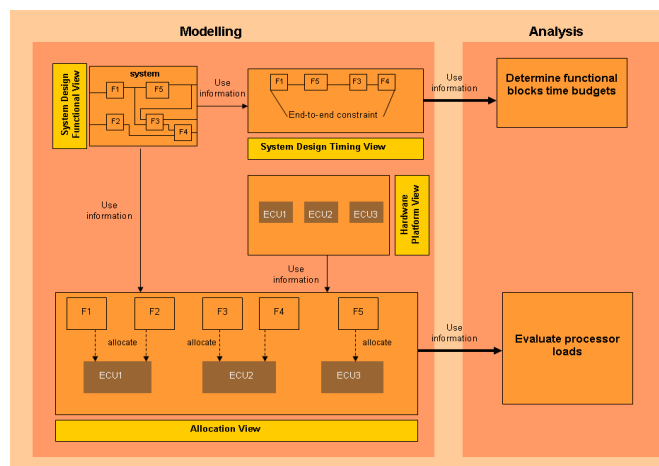 Modelling
Analysis
System Design
Functional View
system
F1
F5
F2
F3
F4
Use
information
F1
F5
F3
F4
End-to-end constraint
System Design Timing View
Use
information
Determine functional
blocks time budgets
Use
information
ECU1
ECU2
ECU3
Hardware
Platform View
Use
information
F1
F2
F3
F4
F5
allocate
allocate
allocate
ECU1
ECU2
ECU3
Allocation View
Use
information
Evaluate processor
loads